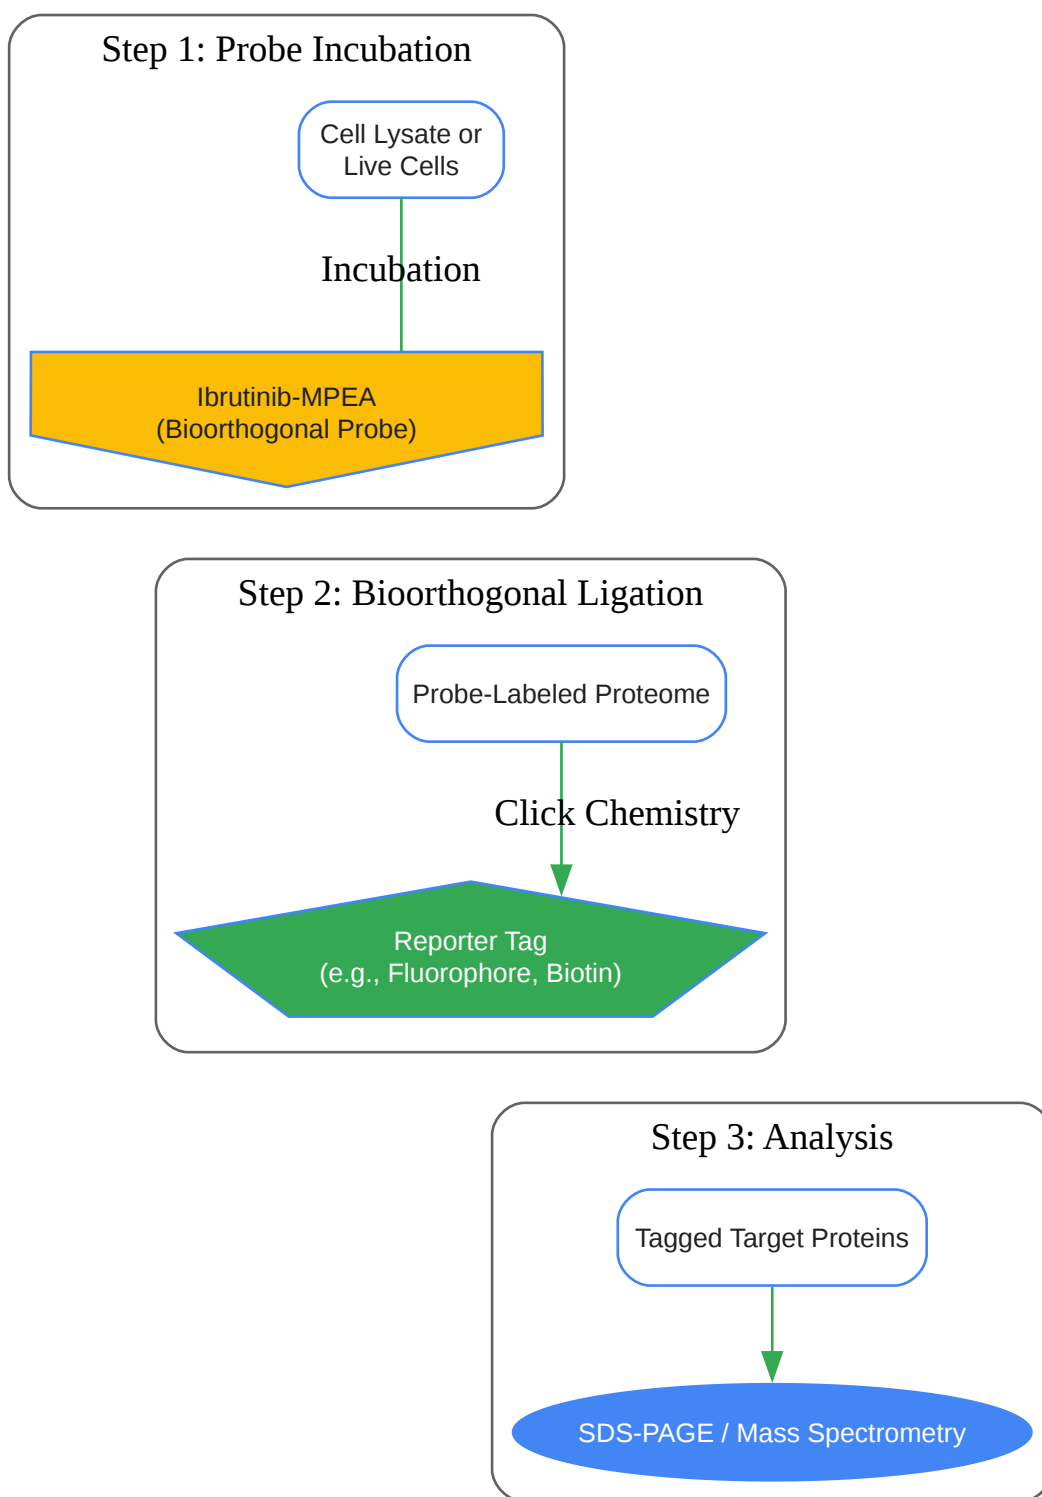 Step 1: Probe Incubation
Cell Lysate or
Live Cells
Incubation
Ibrutinib-MPEA
(Bioorthogonal Probe)
Step 2: Bioorthogonal Ligation
Probe-Labeled Proteome
Click Chemistry
Reporter Tag
(e.g., Fluorophore, Biotin)
Step 3: Analysis
Tagged Target Proteins
SDS-PAGE / Mass Spectrometry